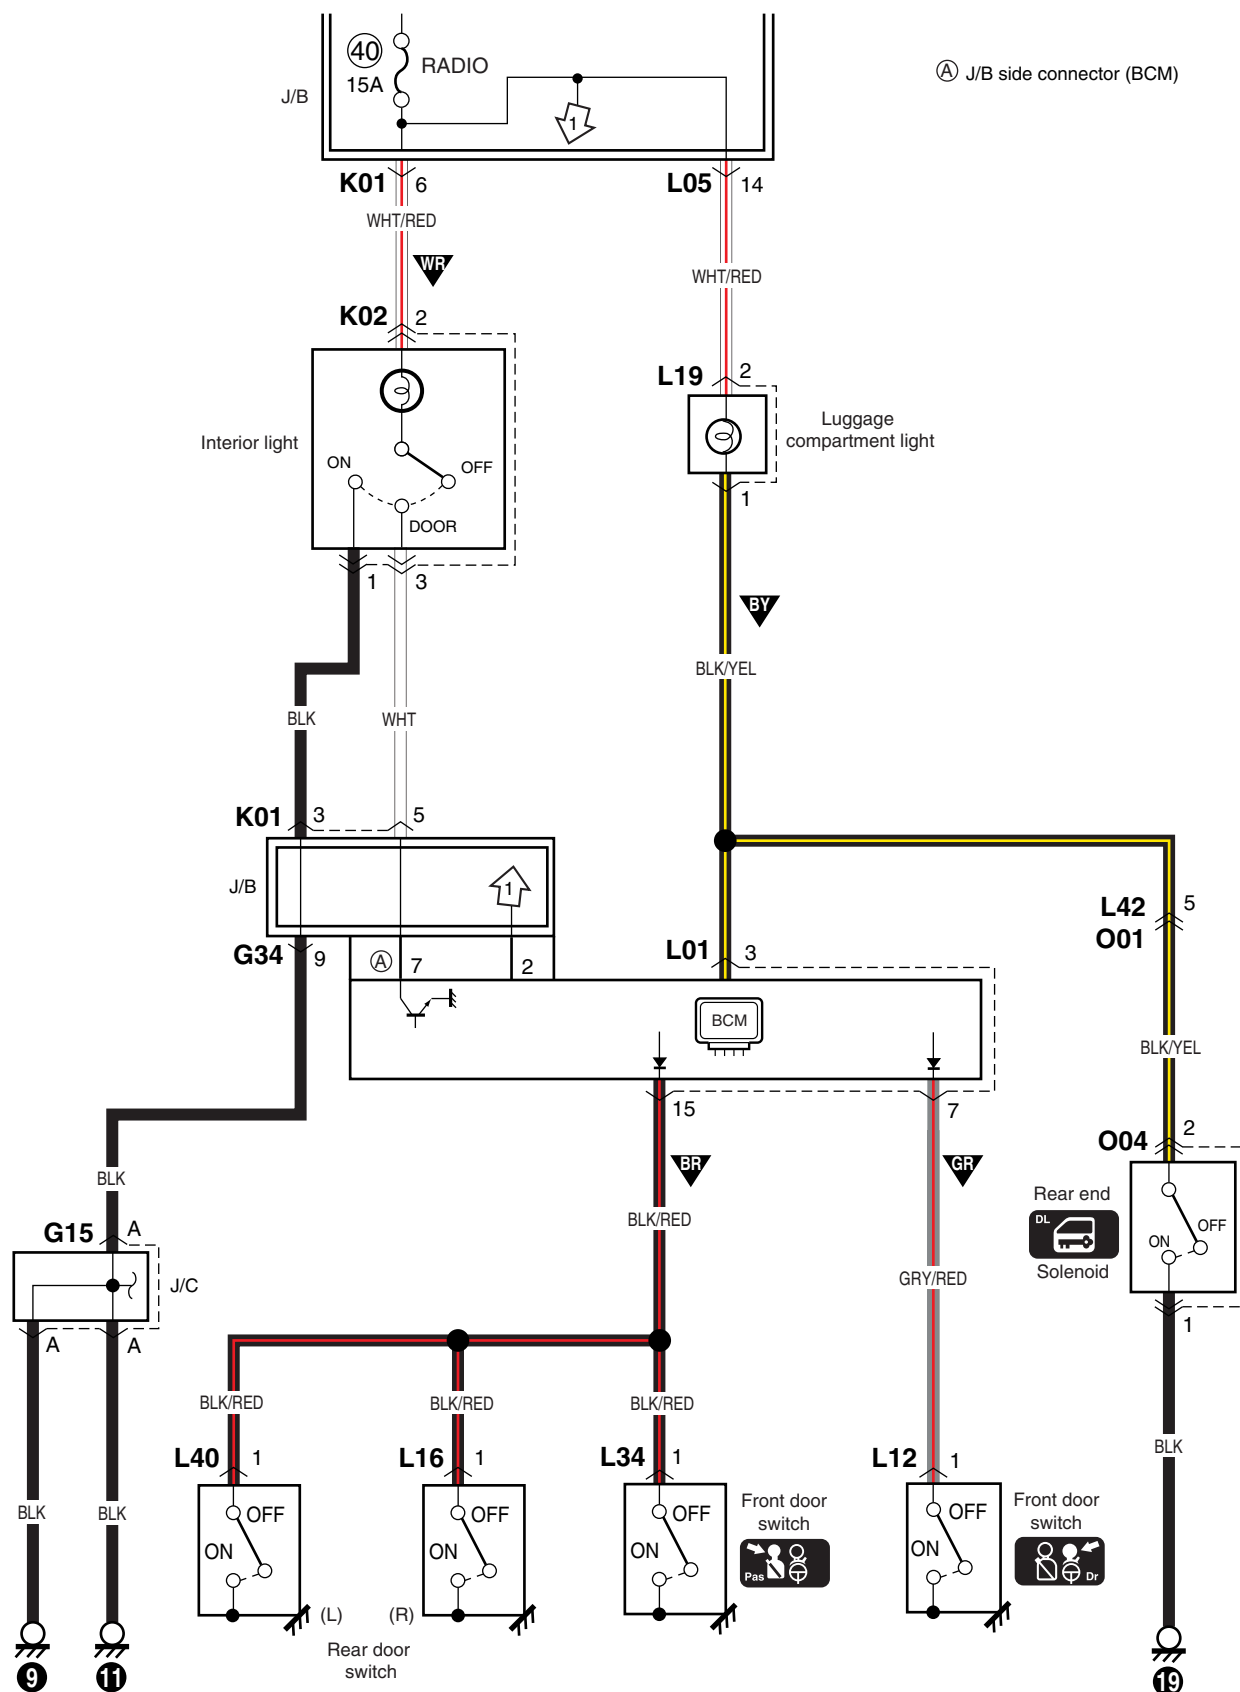 40
RADIO
15A
J/B
1
Ⓐ J/B side connector (BCM)
K01 6
L05 14
WHT/RED
WR
WHT/RED
K02 2
L19 2
Interior light
ON
OFF
DOOR
Luggage
compartment light
1
3
1
BY
BLK/YEL
BLK
WHT
K01 3
5
J/B
1
G34 9
Ⓐ 7
2
L01 3
BCM
L42 5
O01
BLK/YEL
15
7
BR
GR
O04 2
Rear end
DL
Solenoid
ON
OFF
1
BLK
G15 A
J/C
A
A
BLK/RED
GRY/RED
BLK/RED
BLK/RED
BLK/RED
L40 1
L16 1
L34 1
L12 1
BLK
BLK
BLK
OFF
ON
OFF
ON
OFF
ON
Front door
switch
Pas
OFF
ON
Front door
switch
Dr
(L)
(R)
Rear door
switch
9
11
19